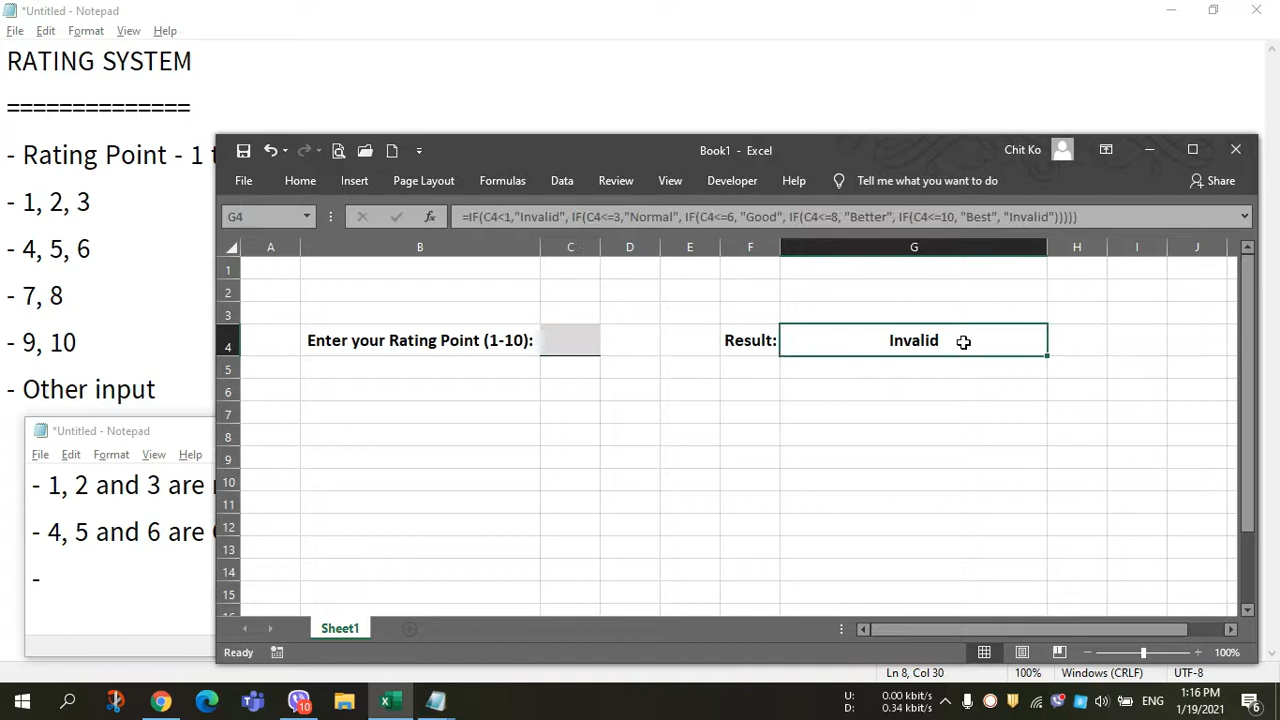 *Untitled - Notepad
File Edit Format View Help
RATING SYSTEM
==============
- Rating Point - 1 t
- 1, 2, 3
- 4, 5, 6
- 7, 8
- 9, 10
- Other input
*Untitled - Notepad
File Edit Format View Help
- 1, 2 and 3 are
- 4, 5 and 6 are
-
Book1 - Excel
Chit Ko
File Home Insert Page Layout Formulas Data Review View Developer Help Tell me what you want to do Share
G4 fx =IF(C4<1,"Invalid", IF(C4<=3,"Normal", IF(C4<=6, "Good", IF(C4<=8, "Better", IF(C4<=10, "Best", "Invalid")))))
A B C D E F G H I J
1
2
3
4 Enter your Rating Point (1-10): Result: Invalid
5
6
7
8
9
10
11
12
13
14
15
Sheet1
Ready 100%
Ln 8, Col 30 100% Windows (CRLF) UTF-8
10
U: 0.00 kbit/s
D: 0.34 kbit/s
ENG
1:16 PM
1/19/2021
6